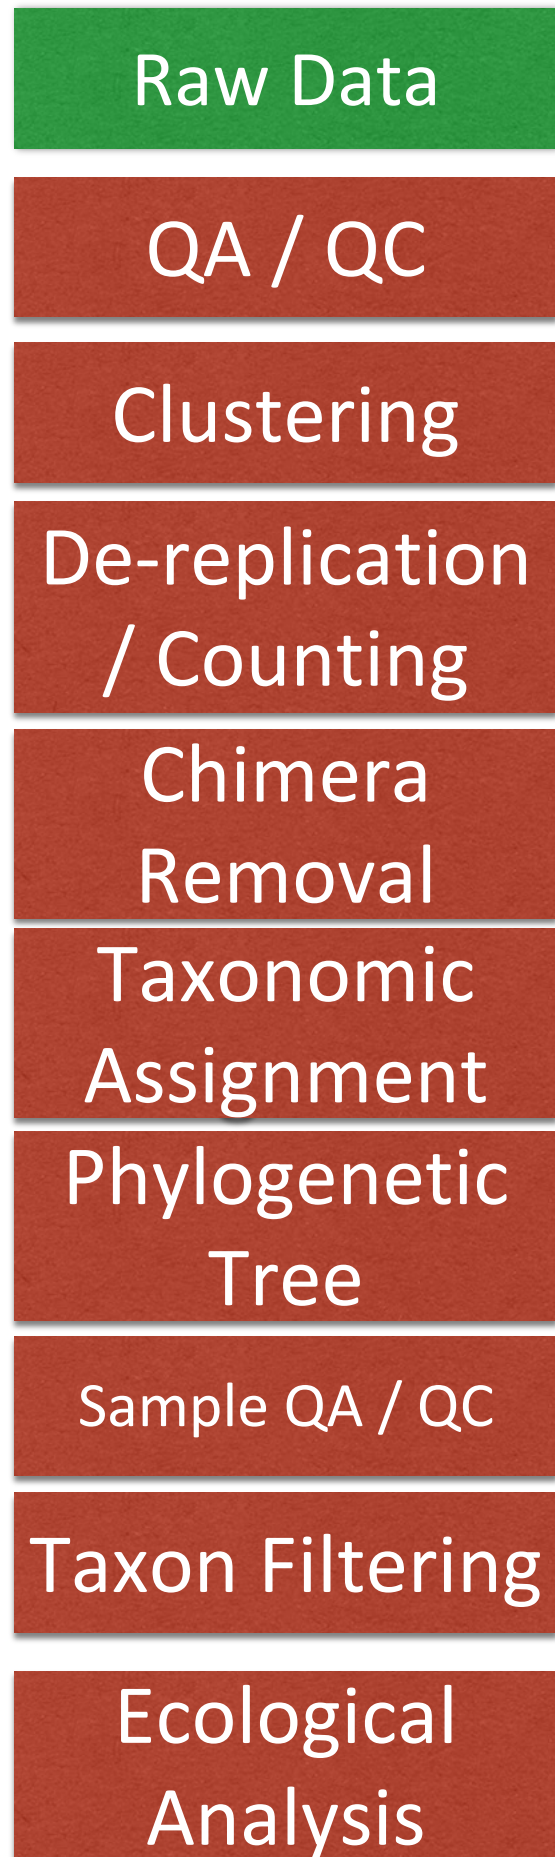 Raw Data
QA / QC
Clustering
De-replication
/ Counting
Chimera
Removal
Taxonomic
Assignment
Phylogenetic
Tree
Sample QA / QC
Taxon Filtering
Ecological
Analysis